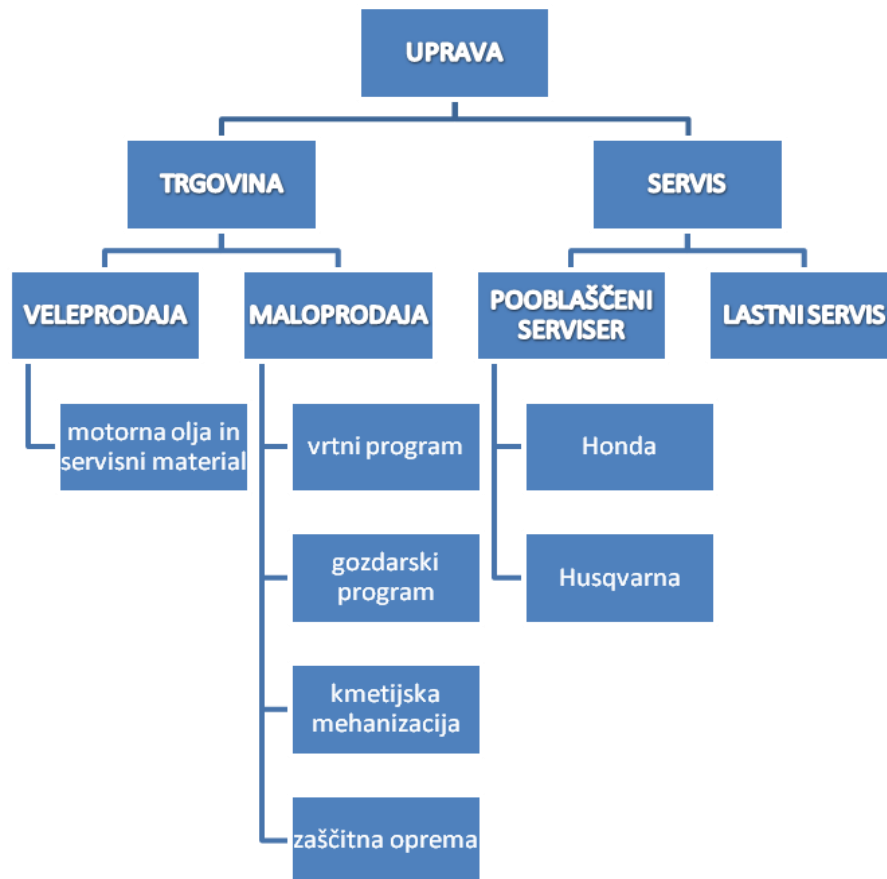 UPRAVA
TRGOVINA
SERVIS
VELEPRODAJA
MALOPRODAJA
POOBLAŠČENI
SERVISER
LASTNI SERVIS
motorna olja in
servisni material
vrtni program
Honda
gozdarski
program
Husqvarna
kmetijska
mehanizacija
zaščitna oprema